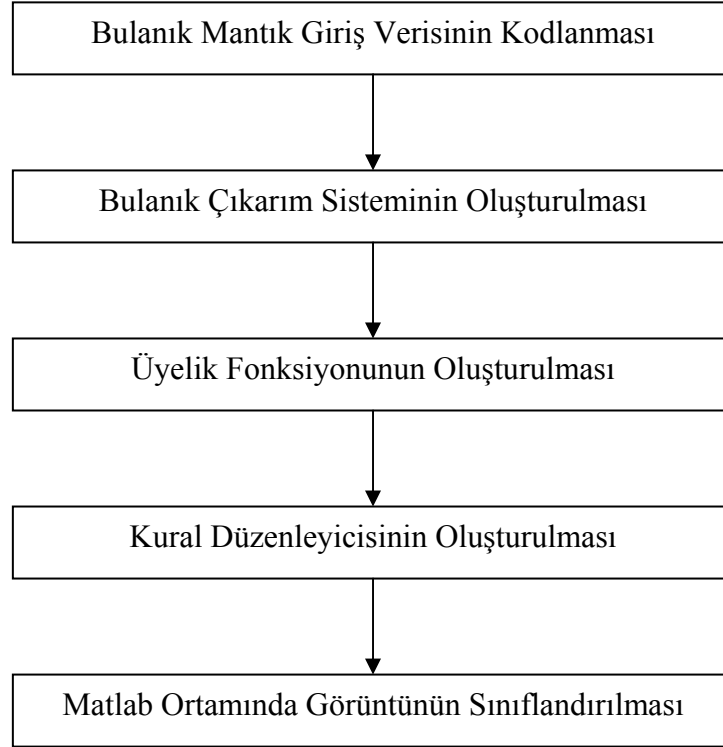 Bulanık Mantık Giriş Verisinin Kodlanması
Bulanık Çıkarım Sisteminin Oluşturulması
Üyelik Fonksiyonunun Oluşturulması
Kural Düzenleyicisinin Oluşturulması
Matlab Ortamında Görüntünün Sınıflandırılması